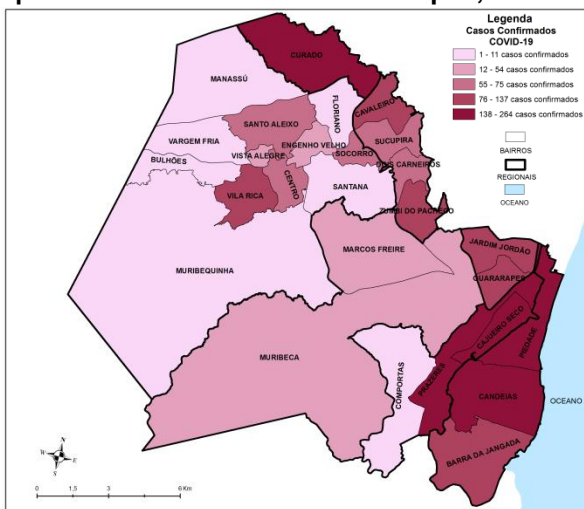 Legenda
Casos Confirmados
COVID-19
1 - 11 casos confirmados
12 - 54 casos confirmados
55 - 75 casos confirmados
76 - 137 casos confirmados
138 - 264 casos confirmados
BAIRROS
REGIONAIS
OCEANO
CURADO
MANASSÚ
FLORIANO
CAVALEIRO
SANTO ALEIXO
VARGEM FRIA
ENGENHO VELHO
SUCUPIRA
BULHÕES
VISTA ALEGRE
SOCORRO
DOIS CARNEIROS
VILA RICA
CENTRO
SANTANA
ZUMBI DO PACHECO
MARCOS FREIRE
JARDIM JORDÃO
MURIBEQUINHA
GUARARAPES
CAJUEIRO SECO
PIEDADE
MURIBECA
COMPORTAS
PRAZERES
CANDEIAS
OCEANO
BARRA DA JANGADA
N
W E
S
0 1,5 3 6 Km